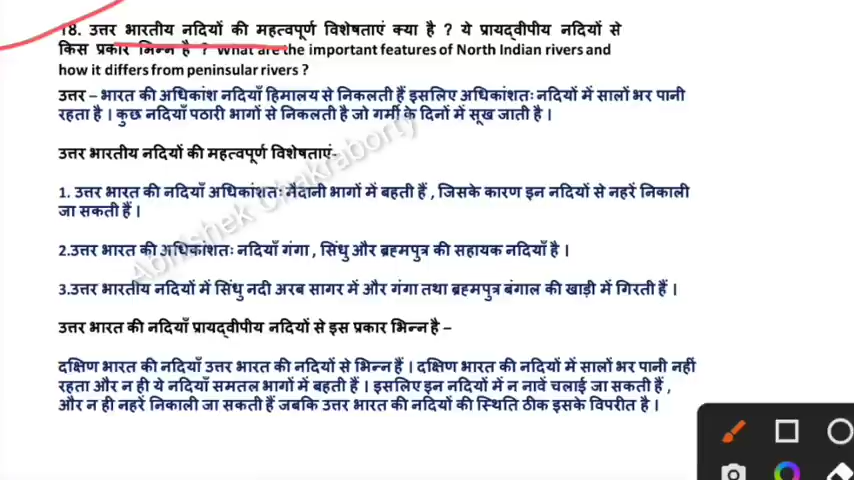 18. उत्तर भारतीय नदियों की महत्वपूर्ण विशेषताएं क्या है ? ये प्रायद्वीपीय नदियों से
किस प्रकार भिन्न है ? What are the important features of North Indian rivers and
how it differs from peninsular rivers ?
उत्तर – भारत की अधिकांश नदियाँ हिमालय से निकलती हैं इसलिए अधिकांशतः नदियों में सालों भर पानी
रहता है । कुछ नदियाँ पठारी भागों से निकलती है जो गर्मी के दिनों में सूख जाती है ।
उत्तर भारतीय नदियों की महत्वपूर्ण विशेषताएं-
1. उत्तर भारत की नदियाँ अधिकांशतः मैदानी भागों में बहती हैं , जिसके कारण इन नदियों से नहरें निकाली
जा सकती हैं ।
2.उत्तर भारत की अधिकांशतः नदियाँ गंगा , सिंधु और ब्रह्मपुत्र की सहायक नदियाँ है ।
3.उत्तर भारतीय नदियों में सिंधु नदी अरब सागर में और गंगा तथा ब्रह्मपुत्र बंगाल की खाड़ी में गिरती हैं ।
उत्तर भारत की नदियाँ प्रायद्वीपीय नदियों से इस प्रकार भिन्न है –
दक्षिण भारत की नदियाँ उत्तर भारत की नदियों से भिन्न हैं । दक्षिण भारत की नदियों में सालों भर पानी नहीं
रहता और न ही ये नदियाँ समतल भागों में बहती हैं । इसलिए इन नदियों में न नावें चलाई जा सकती हैं ,
और न ही नहरें निकाली जा सकती हैं जबकि उत्तर भारत की नदियों की स्थिति ठीक इसके विपरीत है ।
Abhishek Chakraborty